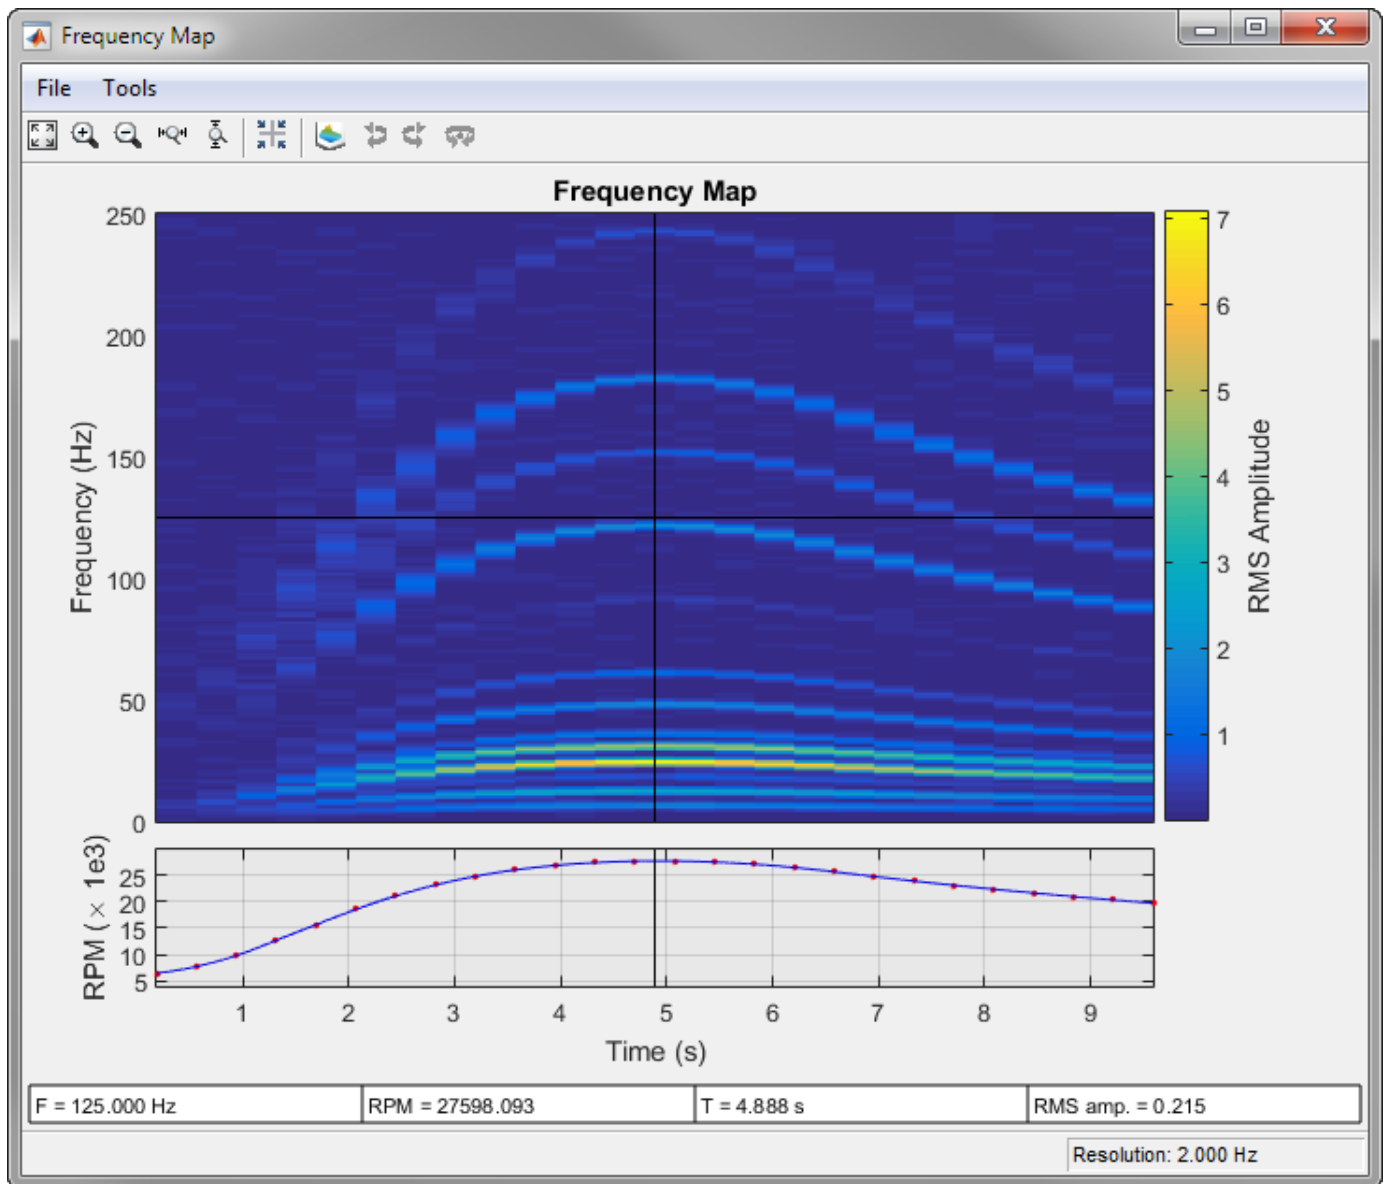 Frequency Map
File Tools
Frequency Map
250
200
150
100
50
0
Frequency (Hz)
7
6
5
4
3
2
1
RMS Amplitude
25
20
15
10
5
RPM ( × 1e3)
1 2 3 4 5 6 7 8 9
Time (s)
F = 125.000 Hz RPM = 27598.093 T = 4.888 s RMS amp. = 0.215
Resolution: 2.000 Hz